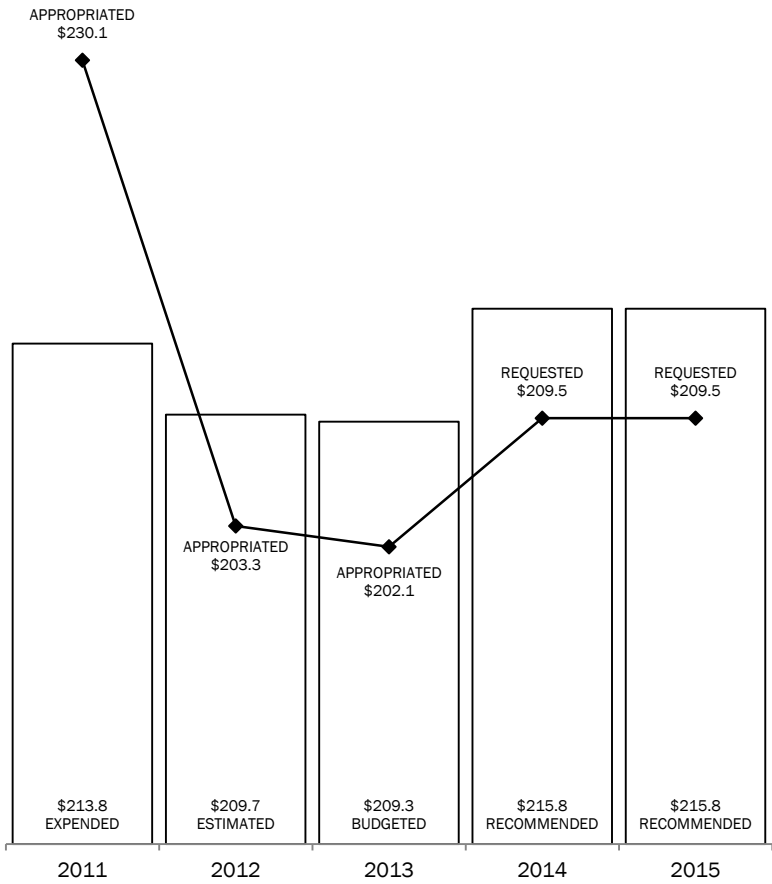 APPROPRIATED
$230.1
REQUESTED
$209.5
REQUESTED
$209.5
APPROPRIATED
$203.3
APPROPRIATED
$202.1
$213.8
EXPENDED
$209.7
ESTIMATED
$209.3
BUDGETED
$215.8
RECOMMENDED
$215.8
RECOMMENDED
2011
2012
2013
2014
2015